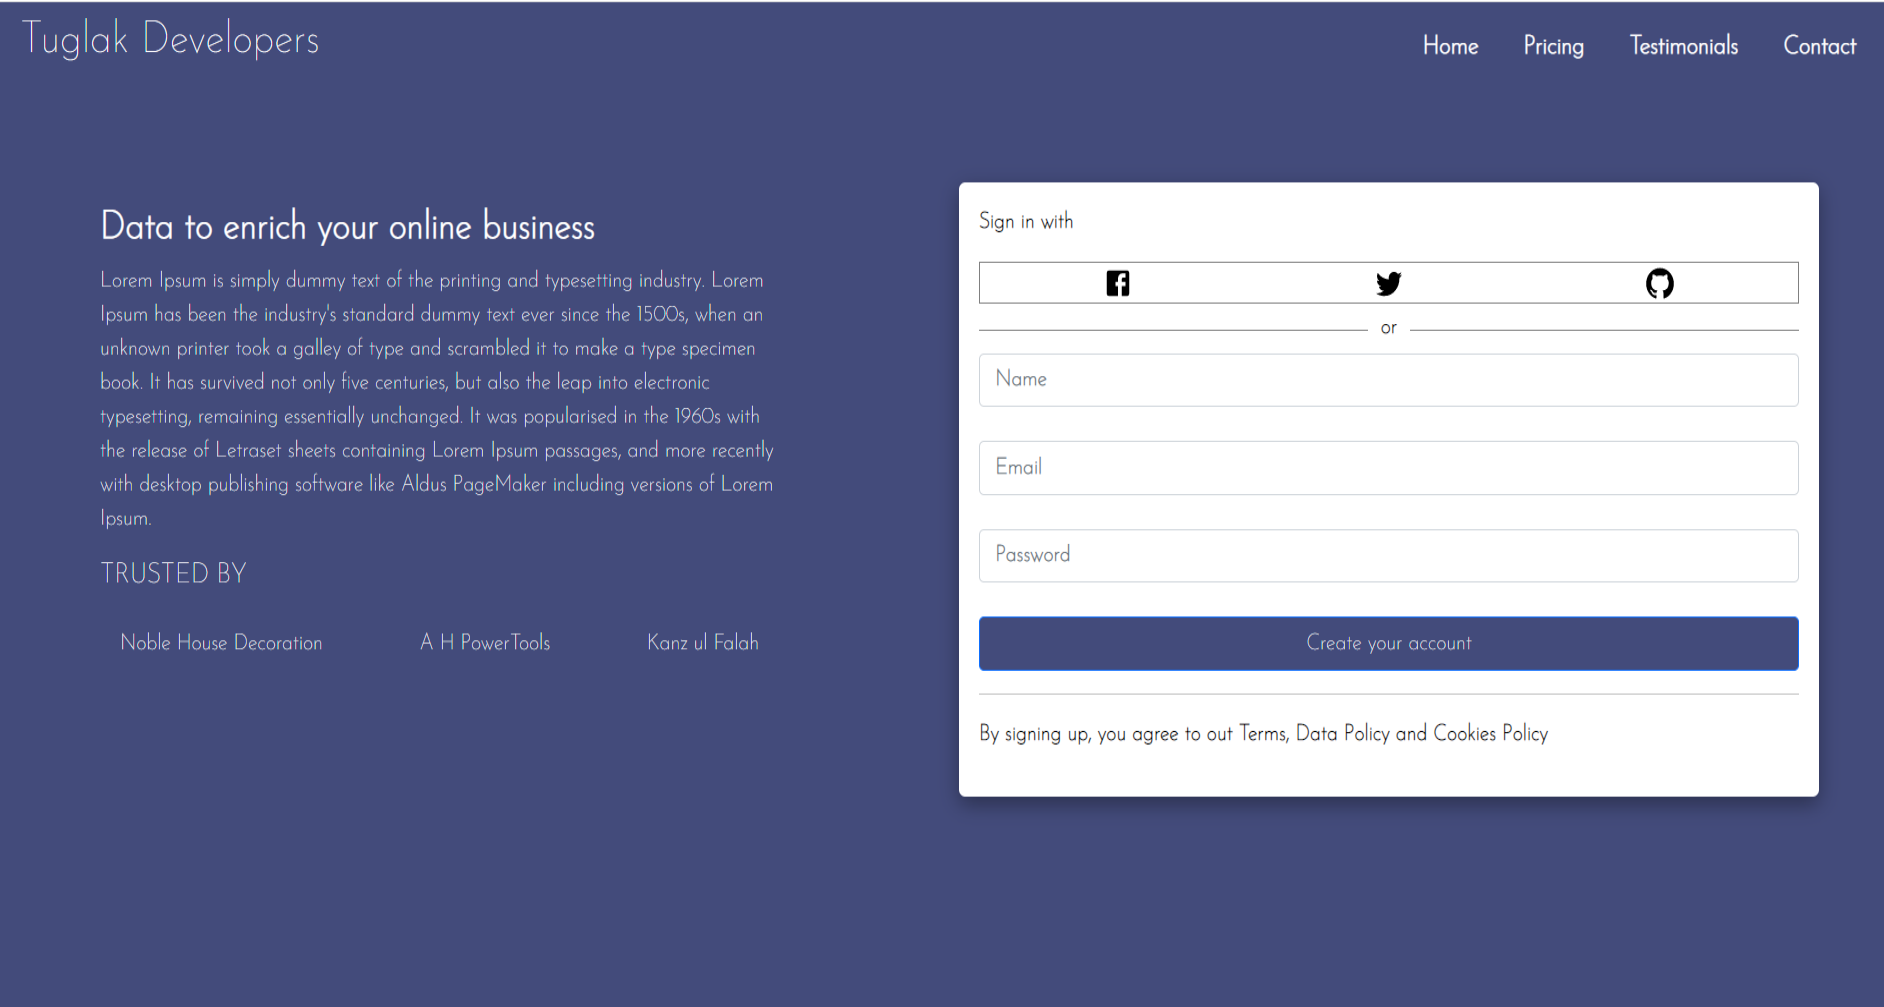 Tuglak Developers
Home Pricing Testimonials Contact
Data to enrich your online business
Lorem Ipsum is simply dummy text of the printing and typesetting industry. Lorem
Ipsum has been the industry's standard dummy text ever since the 1500s, when an
unknown printer took a galley of type and scrambled it to make a type specimen
book. It has survived not only five centuries, but also the leap into electronic
typesetting, remaining essentially unchanged. It was popularised in the 1960s with
the release of Letraset sheets containing Lorem Ipsum passages, and more recently
with desktop publishing software like Aldus PageMaker including versions of Lorem
Ipsum.
TRUSTED BY
Noble House Decoration A H PowerTools Kanz ul Falah
Sign in with
or
Name
Email
Password
Create your account
By signing up, you agree to out Terms, Data Policy and Cookies Policy